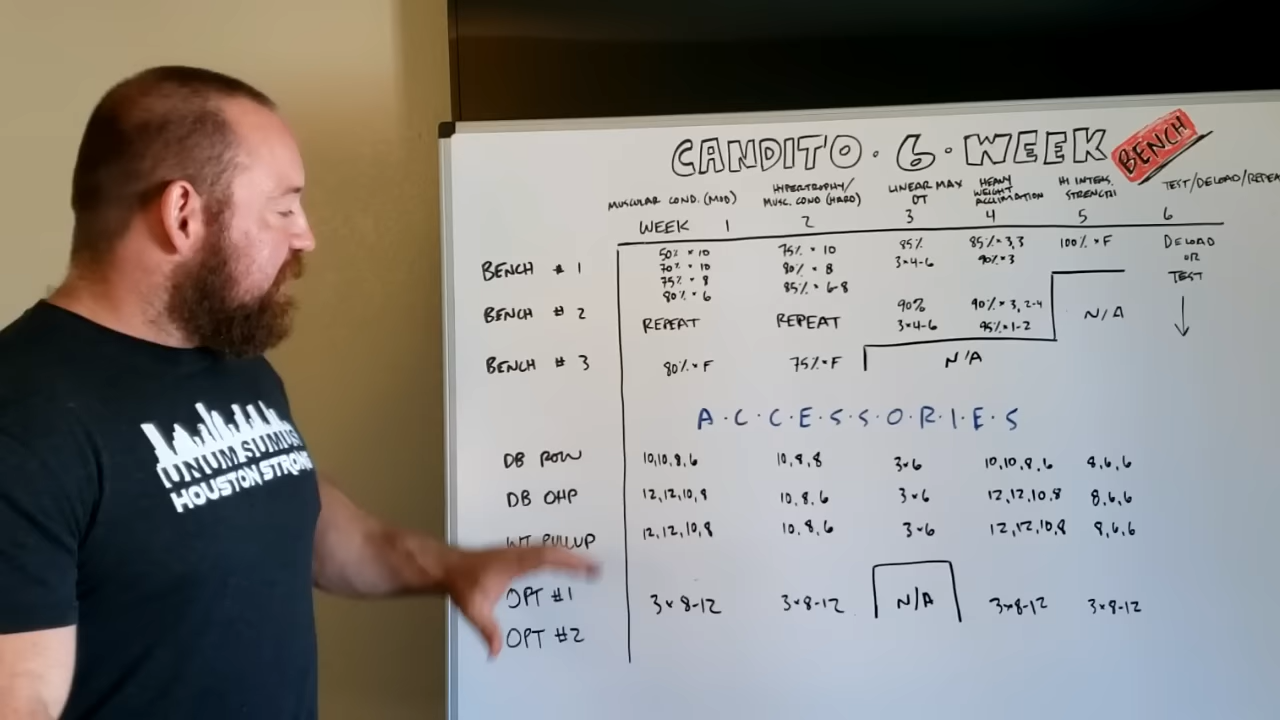 CANDITO · 6 · WEEK BENCH
MUSCULAR COND. (MOD) HYPERTROPHY/ MUSC. COND (HARD) LINEAR MAX OT HEAVY WEIGHT ACCLIMATION HI INTENS. STRENGTH TEST/DELOAD/REPEA
WEEK 1 2 3 4 5 6
BENCH #1
50% × 10
70% × 10
75% × 8
80% × 6
75% × 10
80% × 8
85% × 6-8
85%
3×4-6
85% × 3,3
90% × 3
100% × F
DELOAD
OR
TEST
BENCH #2 REPEAT REPEAT
90%
3×4-6
90% × 3, 2-4
95% × 1-2
N/A
BENCH #3 80% × F 75% × F N/A
A·C·C·E·S·S·O·R·I·E·S
DB ROW 10,10,8,6 10,8,8 3×6 10,10,8,6 8,6,6
DB OHP 12,12,10,8 10,8,6 3×6 12,12,10,8 8,6,6
WT PULLUP 12,12,10,8 10,8,6 3×6 12,12,10,8 8,6,6
OPT #1 3×8-12 3×8-12 N/A 3×8-12 3×8-12
OPT #2
UNUM SUMUS
HOUSTON STRONG